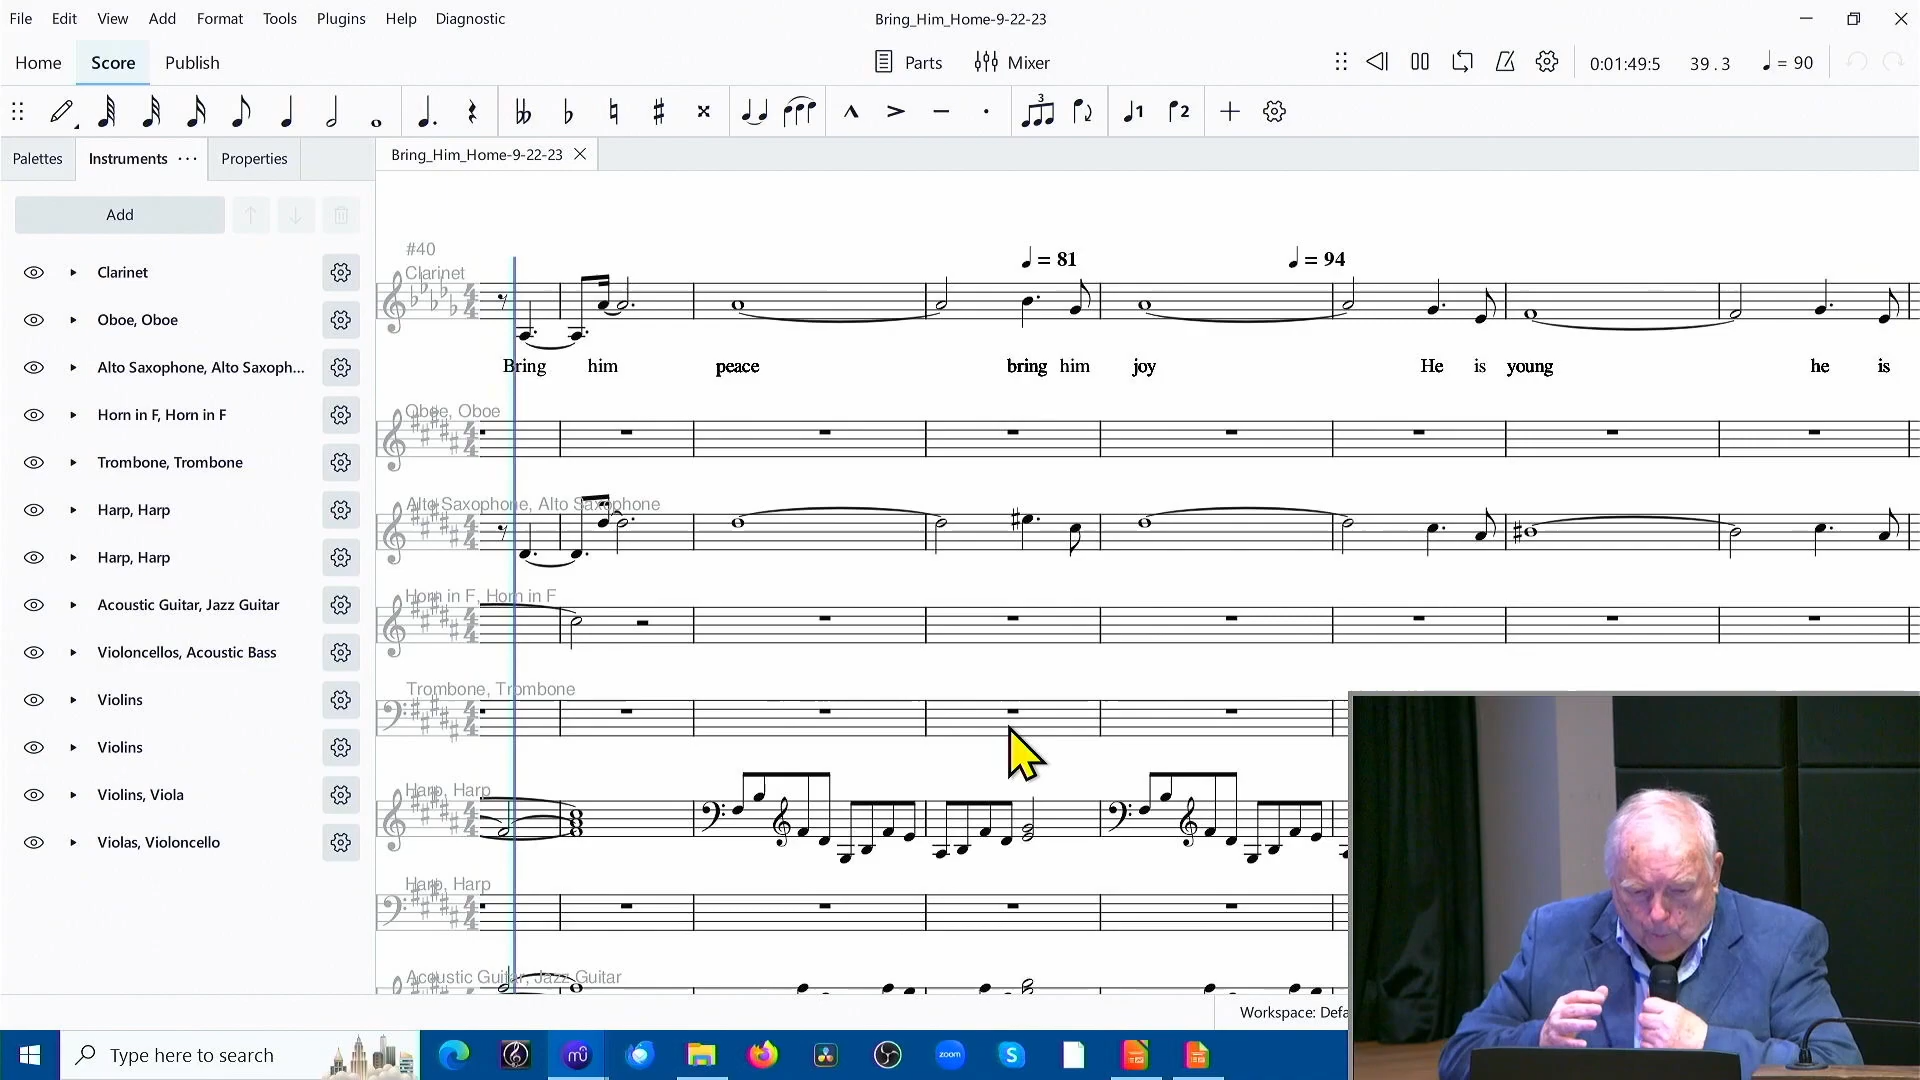 File Edit View Add Format Tools Plugins Help Diagnostic
Bring_Him_Home-9-22-23
Home Score Publish
Parts Mixer
0:01:49:5 39.3 = 90
3
1 2
Palettes Instruments ··· Properties
Bring_Him_Home-9-22-23
Add
Clarinet
Oboe, Oboe
Alto Saxophone, Alto Saxoph...
Horn in F, Horn in F
Trombone, Trombone
Harp, Harp
Harp, Harp
Acoustic Guitar, Jazz Guitar
Violoncellos, Acoustic Bass
Violins
Violins
Violins, Viola
Violas, Violoncello
#40
= 81 = 94
Clarinet
Bring him peace bring him joy He is young he is
Oboe, Oboe
Alto Saxophone, Alto Saxophone
Horn in F, Horn in F
Trombone, Trombone
Harp, Harp
Harp, Harp
Acoustic Guitar, Jazz Guitar
Workspace: Defa
Type here to search
mü
zoom
S